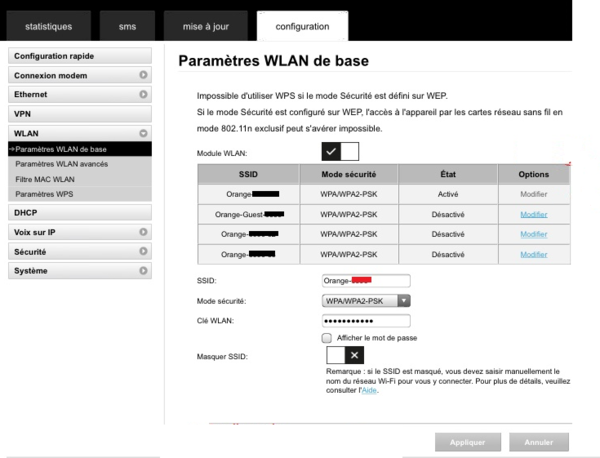 statistiques sms mise à jour configuration
Configuration rapide
Connexion modem
Ethernet
VPN
WLAN
Paramètres WLAN de base
Paramètres WLAN avancés
Filtre MAC WLAN
Paramètres WPS
DHCP
Voix sur IP
Sécurité
Système
Paramètres WLAN de base
Impossible d'utiliser WPS si le mode Sécurité est défini sur WEP.
Si le mode Sécurité est configuré sur WEP, l'accès à l'appareil par les cartes réseau sans fil en
mode 802.11n exclusif peut s'avérer impossible.
Module WLAN:
SSID Mode sécurité État Options
Orange- WPA/WPA2-PSK Activé Modifier
Orange-Guest- WPA/WPA2-PSK Désactivé Modifier
Orange- WPA/WPA2-PSK Désactivé Modifier
Orange- WPA/WPA2-PSK Désactivé Modifier
SSID: Orange-
Mode sécurité: WPA/WPA2-PSK
Clé WLAN: •••••••••••
Afficher le mot de passe
Masquer SSID:
Remarque : si le SSID est masqué, vous devez saisir manuellement le
nom du réseau Wi-Fi pour vous y connecter. Pour plus de détails, veuillez
consulter l'Aide.
Appliquer Annuler